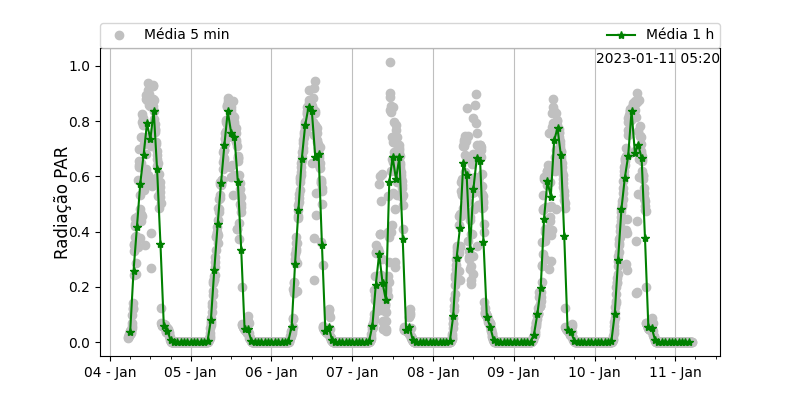 Média 5 min
Média 1 h
2023-01-11 05:20
Radiação PAR
1.0
0.8
0.6
0.4
0.2
0.0
04 - Jan
05 - Jan
06 - Jan
07 - Jan
08 - Jan
09 - Jan
10 - Jan
11 - Jan